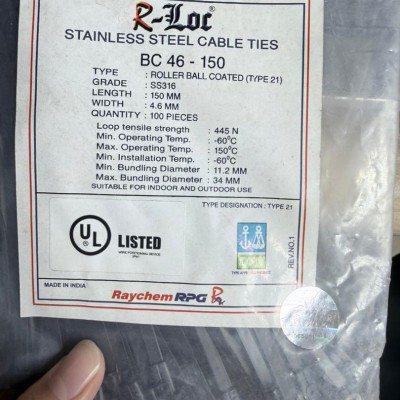 R-Loc®
STAINLESS STEEL CABLE TIES
BC 46 - 150
TYPE : ROLLER BALL COATED (TYPE 21)
GRADE : SS316
LENGTH : 150 MM
WIDTH : 4.6 MM
QUANTITY : 100 PIECES
Loop tensile strength : 445 N
Min. Operating Temp. : -60°C
Max. Operating Temp. : 150°C
Min. Installation Temp. : -60°C
Min. Bundling Diameter : 11.2 MM
Max. Bundling Diameter : 34 MM
SUITABLE FOR INDOOR AND OUTDOOR USE
TYPE DESIGNATION : TYPE 21
UL LISTED
REV.NO.1
MADE IN INDIA
Raychem RPG